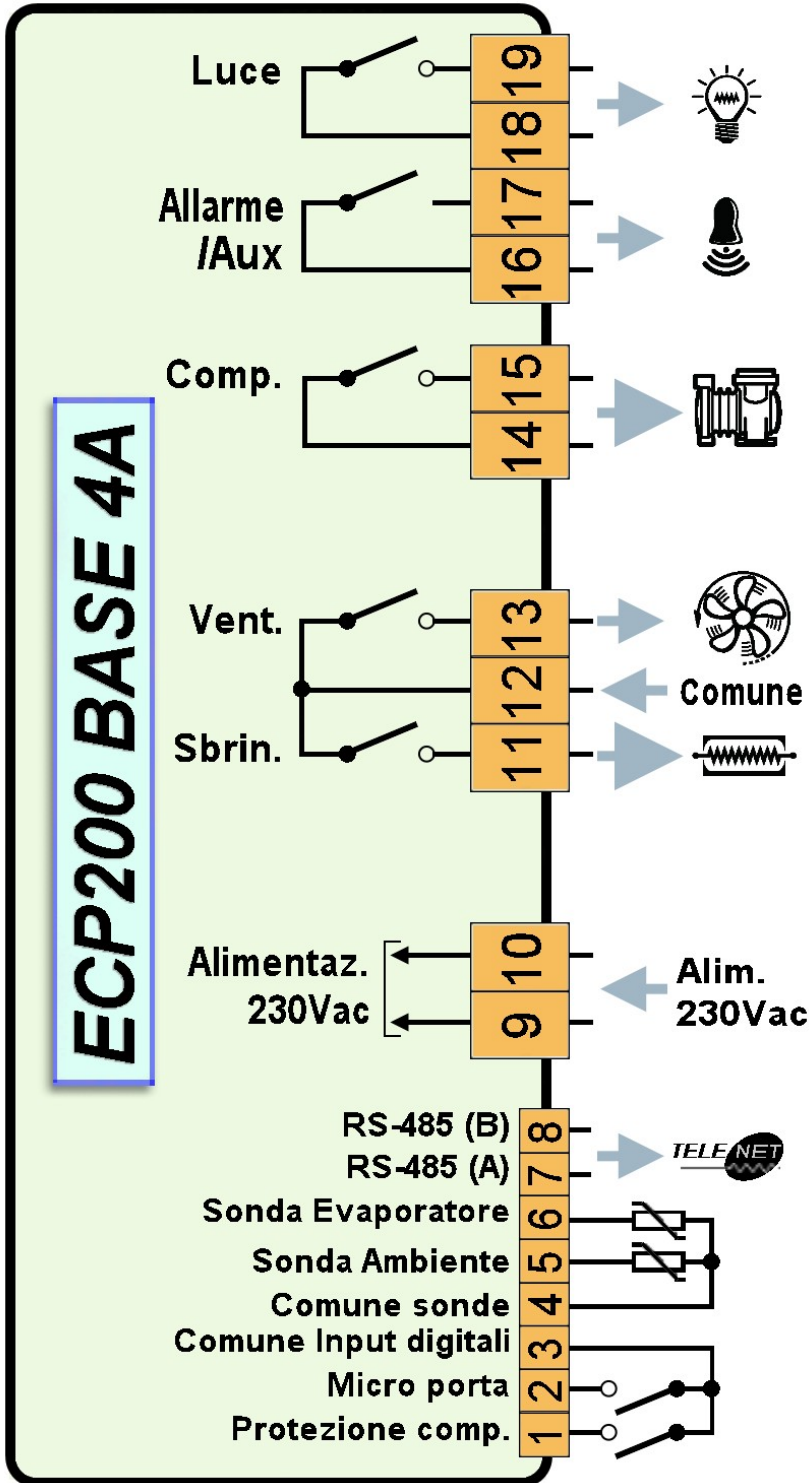 Luce
19
18
Allarme
/Aux
17
16
Comp.
15
14
ECP200 BASE 4A
Vent.
13
12
Comune
Sbrin.
11
Alimentaz.
230Vac
10
9
Alim.
230Vac
RS-485 (B)
8
RS-485 (A)
7
TELE NET
Sonda Evaporatore
6
Sonda Ambiente
5
Comune sonde
4
Comune Input digitali
3
Micro porta
2
Protezione comp.
1